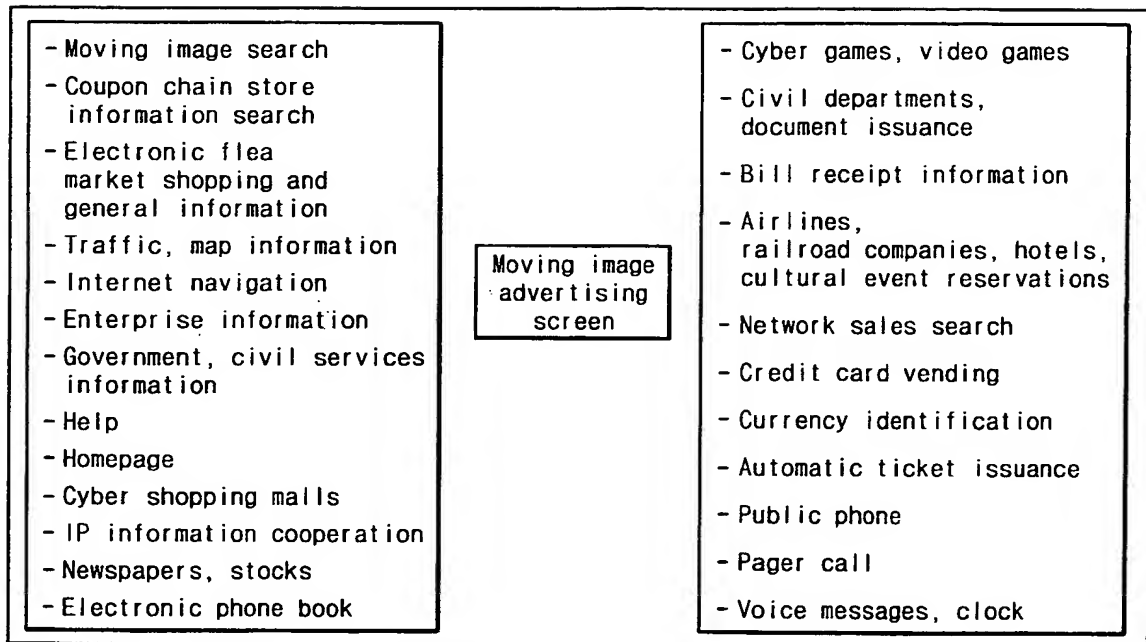 - Moving image search
- Coupon chain store
information search
- Electronic flea
market shopping and
general information
- Traffic, map information
- Internet navigation
- Enterprise information
- Government, civil services
information
- Help
- Homepage
- Cyber shopping malls
- IP information cooperation
- Newspapers, stocks
- Electronic phone book
Moving image
advertising
screen
- Cyber games, video games
- Civil departments,
document issuance
- Bill receipt information
- Airlines,
railroad companies, hotels,
cultural event reservations
- Network sales search
- Credit card vending
- Currency identification
- Automatic ticket issuance
- Public phone
- Pager call
- Voice messages, clock